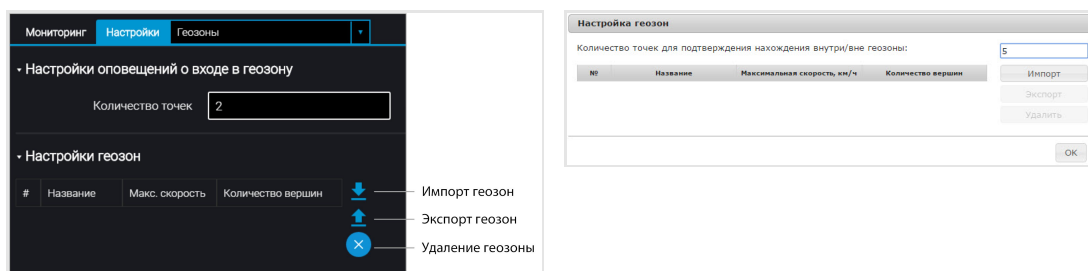 Мониторинг Настройки Геозоны
Настройки оповещений о входе в геозону
Количество точек 2
Настройки геозон
# Название Макс. скорость Количество вершин
Импорт геозон
Экспорт геозон
Удаление геозоны
Настройка геозон
Количество точек для подтверждения нахождения внутри/вне геозоны: 5
№ Название Максимальная скорость, км/ч Количество вершин
Импорт
Экспорт
Удалить
OK